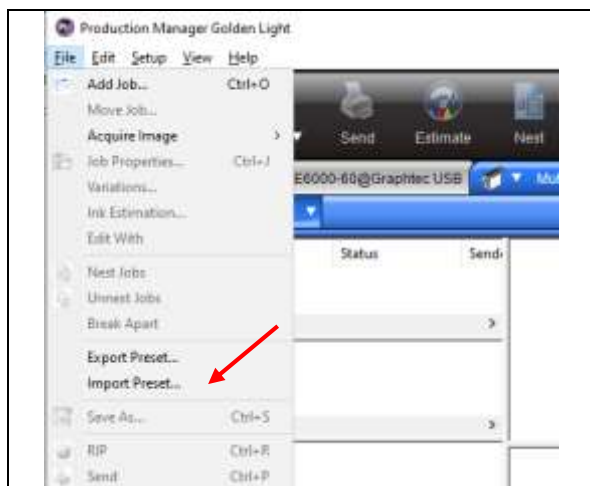 Production Manager Golden Light
File Edit Setup View Help
Add Job... Ctrl+O
Move Job...
Acquire Image >
Job Properties... Ctrl+J
Variations...
Ink Estimation...
Edit With
Nest Jobs
Unnest Jobs
Break Apart
Export Preset...
Import Preset...
Save As... Ctrl+S
RIP Ctrl+R
Send Ctrl+P
Send Estimate Nest
E6000-60@Graphtec USB
Status Send